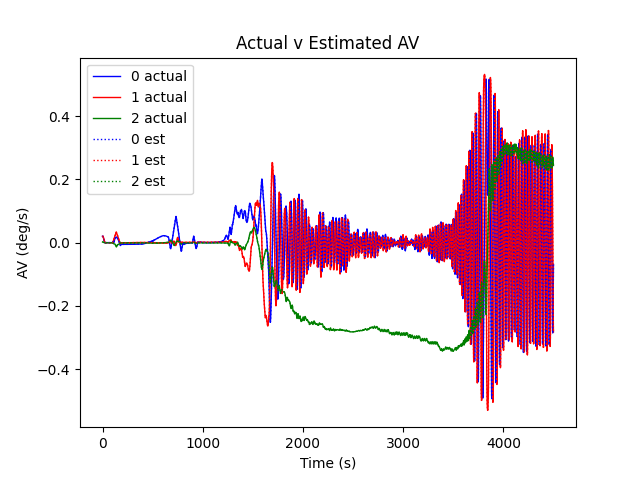 Actual v Estimated AV
0 actual
1 actual
2 actual
0 est
1 est
2 est
AV (deg/s)
0.4
0.2
0.0
−0.2
−0.4
0 1000 2000 3000 4000
Time (s)